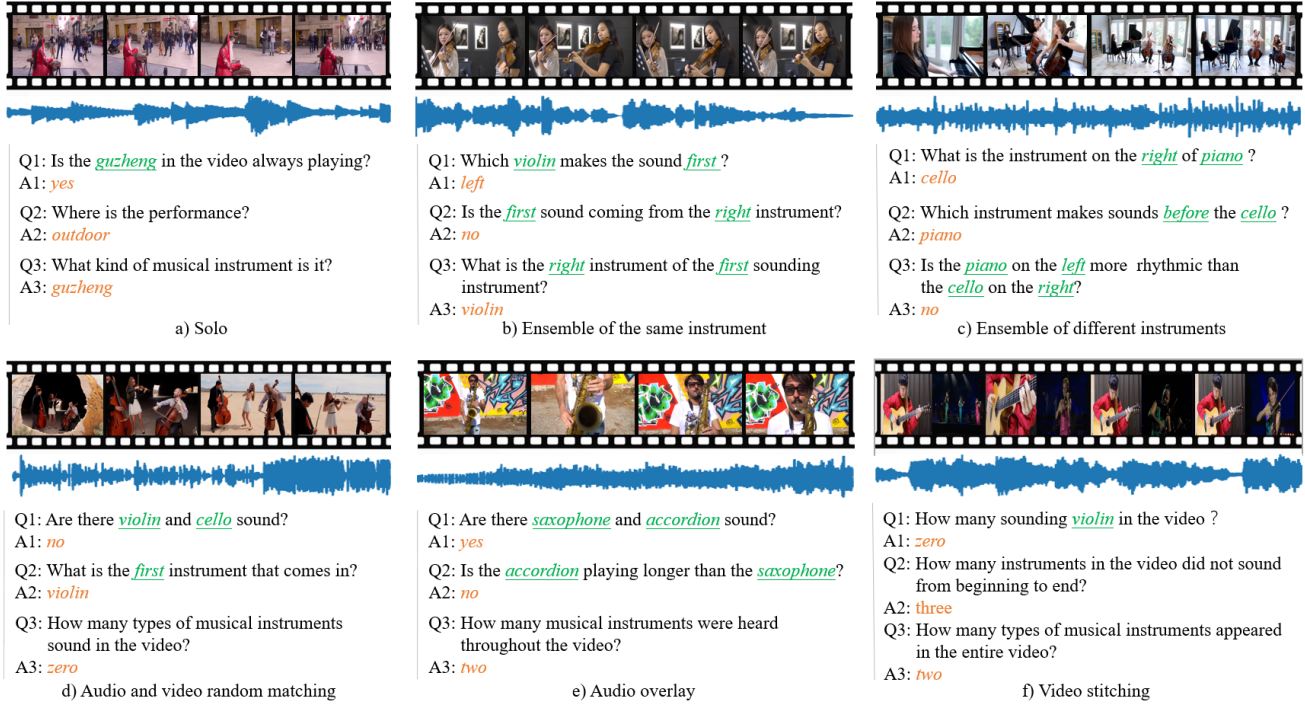 Q1: Is the guzheng in the video always playing?
A1: yes
Q2: Where is the performance?
A2: outdoor
Q3: What kind of musical instrument is it?
A3: guzheng
a) Solo
Q1: Which violin makes the sound first ?
A1: left
Q2: Is the first sound coming from the right instrument?
A2: no
Q3: What is the right instrument of the first sounding
instrument?
A3: violin
b) Ensemble of the same instrument
Q1: What is the instrument on the right of piano ?
A1: cello
Q2: Which instrument makes sounds before the cello ?
A2: piano
Q3: Is the piano on the left more rhythmic than
the cello on the right?
A3: no
c) Ensemble of different instruments
Q1: Are there violin and cello sound?
A1: no
Q2: What is the first instrument that comes in?
A2: violin
Q3: How many types of musical instruments
sound in the video?
A3: zero
d) Audio and video random matching
Q1: Are there saxophone and accordion sound?
A1: yes
Q2: Is the accordion playing longer than the saxophone?
A2: no
Q3: How many musical instruments were heard
throughout the video?
A3: two
e) Audio overlay
Q1: How many sounding violin in the video ?
A1: zero
Q2: How many instruments in the video did not sound
from beginning to end?
A2: three
Q3: How many types of musical instruments appeared
in the entire video?
A3: two
f) Video stitching